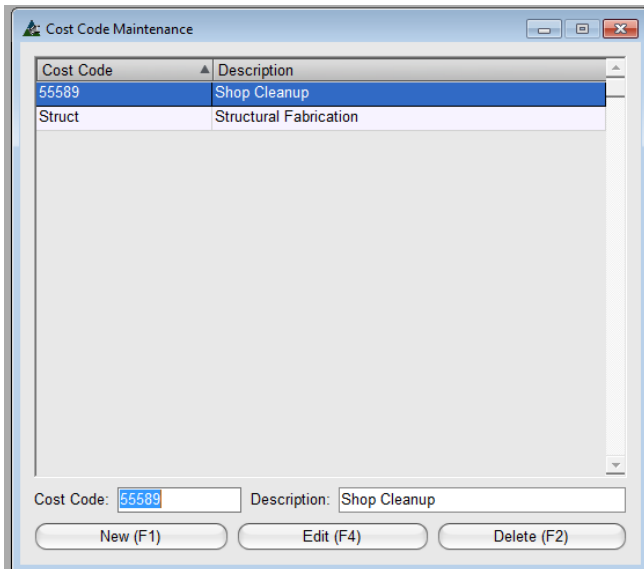 Cost Code Maintenance
Cost Code Description
55589 Shop Cleanup
Struct Structural Fabrication
Cost Code: 55589 Description: Shop Cleanup
New (F1) Edit (F4) Delete (F2)